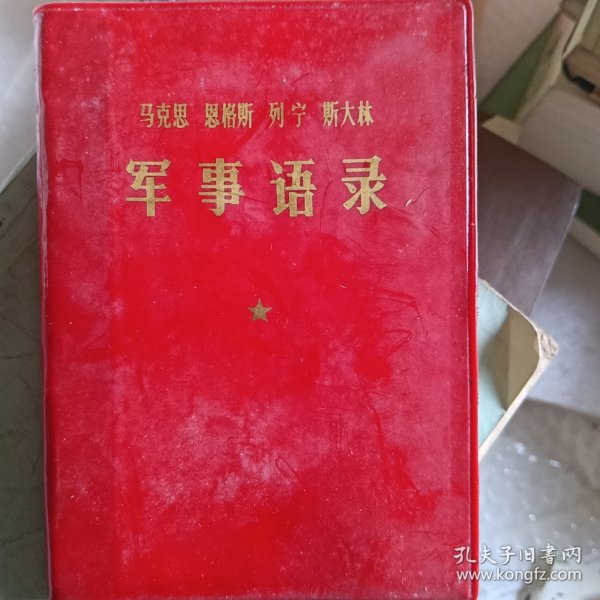 马克思 恩格斯 列宁 斯大林
军事语录
孔夫子旧书网
www.kongfz.com